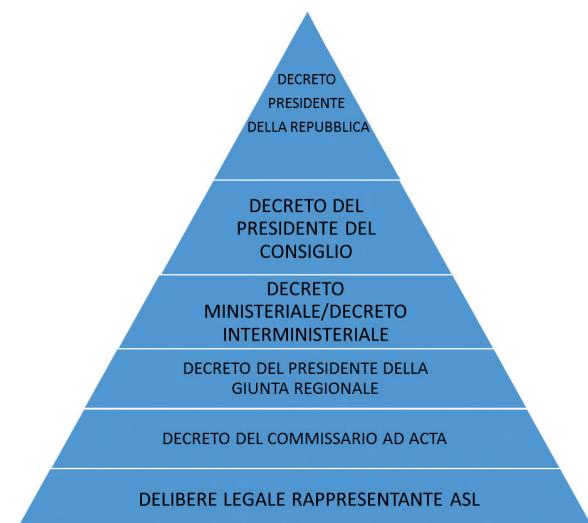 DECRETO
PRESIDENTE
DELLA REPUBBLICA
DECRETO DEL
PRESIDENTE DEL
CONSIGLIO
DECRETO
MINISTERIALE/DECRETO
INTERMINISTERIALE
DECRETO DEL PRESIDENTE DELLA
GIUNTA REGIONALE
DECRETO DEL COMMISSARIO AD ACTA
DELIBERE LEGALE RAPPRESENTANTE ASL